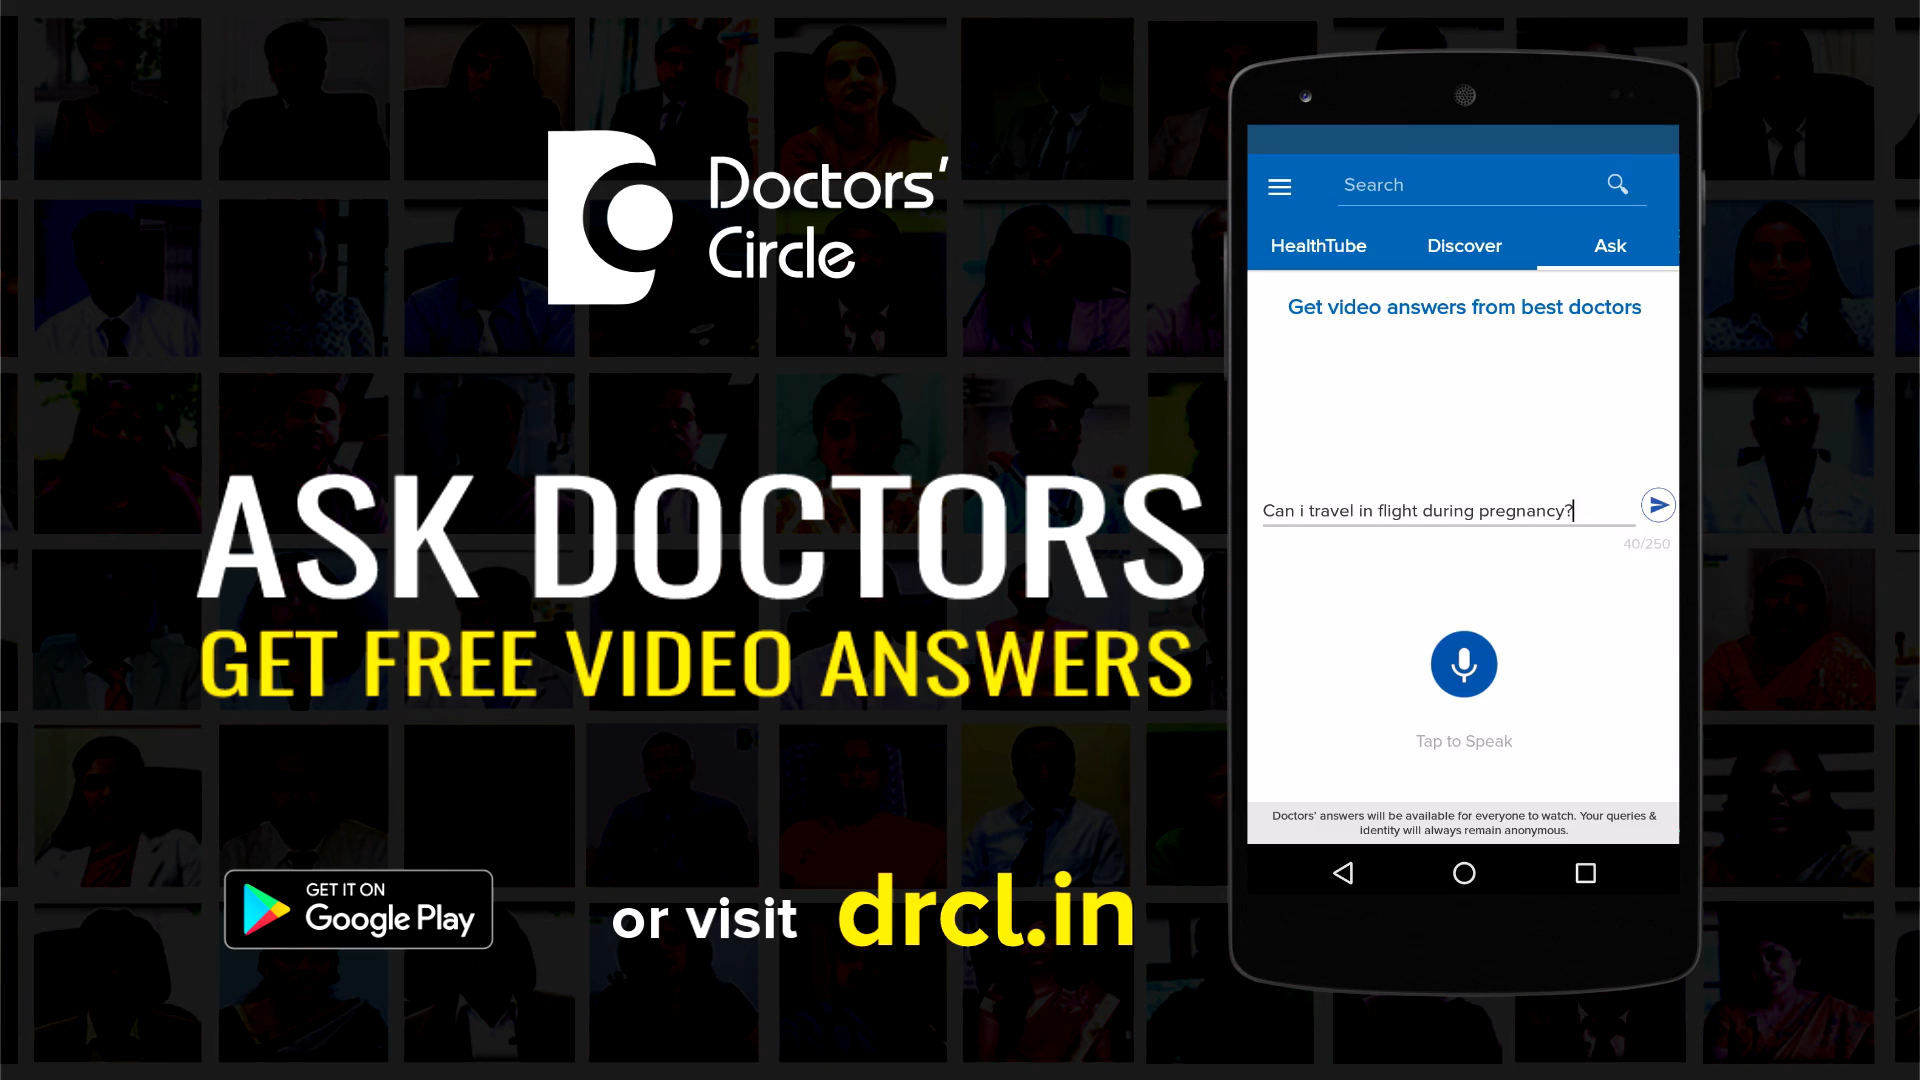 Doctors'
Circle
ASK DOCTORS
GET FREE VIDEO ANSWERS
GET IT ON
Google Play
or visit drcl.in
Search
HealthTube Discover Ask
Get video answers from best doctors
Can i travel in flight during pregnancy?
40/250
Tap to Speak
Doctors' answers will be available for everyone to watch. Your queries &
identity will always remain anonymous.